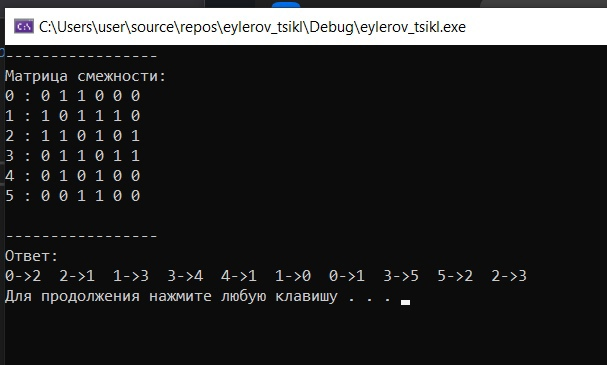 C:\Users\user\source\repos\eylerov_tsikl\Debug\eylerov_tsikl.exe
-----------------
Матрица смежности:
0 : 0 1 1 0 0 0
1 : 1 0 1 1 1 0
2 : 1 1 0 1 0 1
3 : 0 1 1 0 1 1
4 : 0 1 0 1 0 0
5 : 0 0 1 1 0 0
-----------------
Ответ:
0->2  2->1  1->3  3->4  4->1  1->0  0->1  3->5  5->2  2->3
Для продолжения нажмите любую клавишу . . .